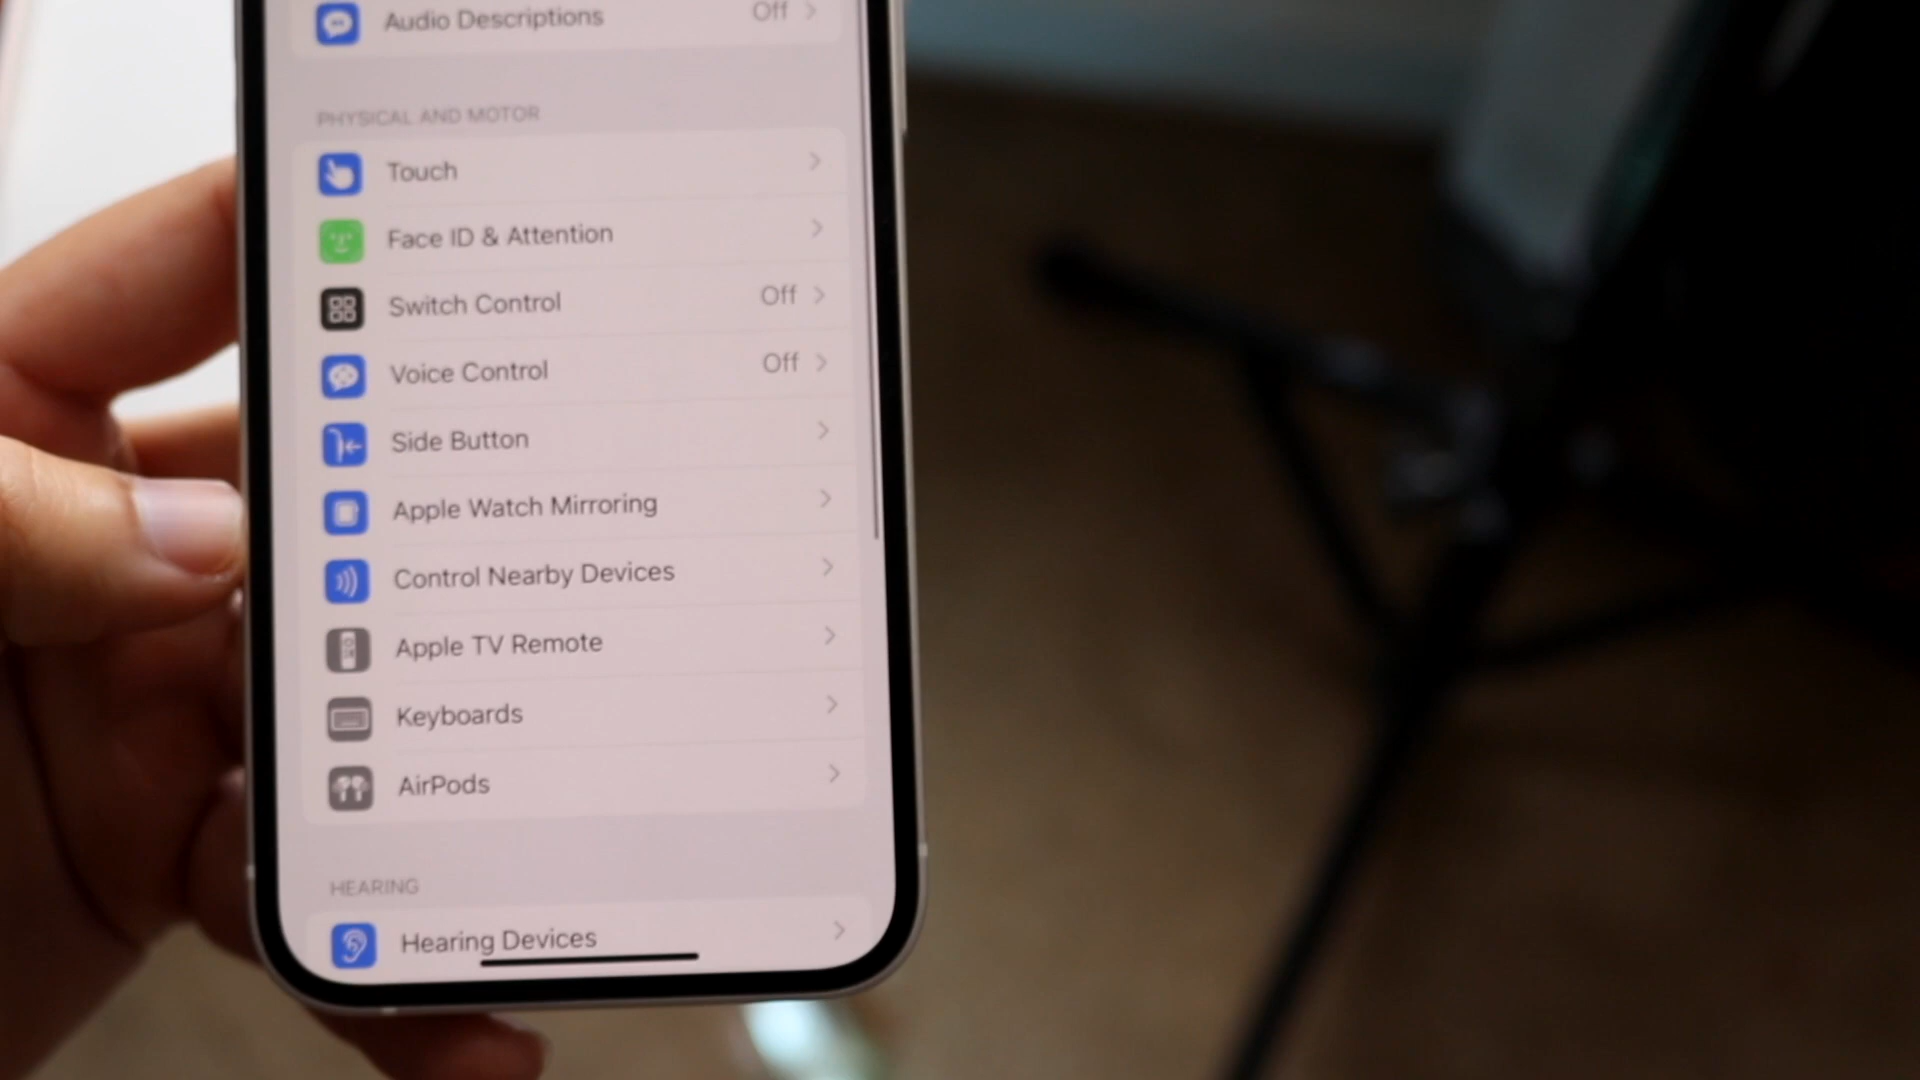 Audio Descriptions Off
PHYSICAL AND MOTOR
Touch
Face ID & Attention
Switch Control Off
Voice Control Off
Side Button
Apple Watch Mirroring
Control Nearby Devices
Apple TV Remote
Keyboards
AirPods
HEARING
Hearing Devices